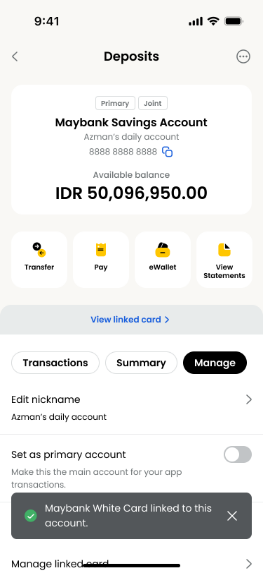 9:41
Deposits
Primary Joint
Maybank Savings Account
Azman's daily account
8888 8888 8888
Available balance
IDR 50,096,950.00
Transfer
Pay
eWallet
View
Statements
View linked card
Transactions
Summary
Manage
Edit nickname
Azman's daily account
Set as primary account
Make this the main account for your app
transactions.
Maybank White Card linked to this
account.
Manage linked card